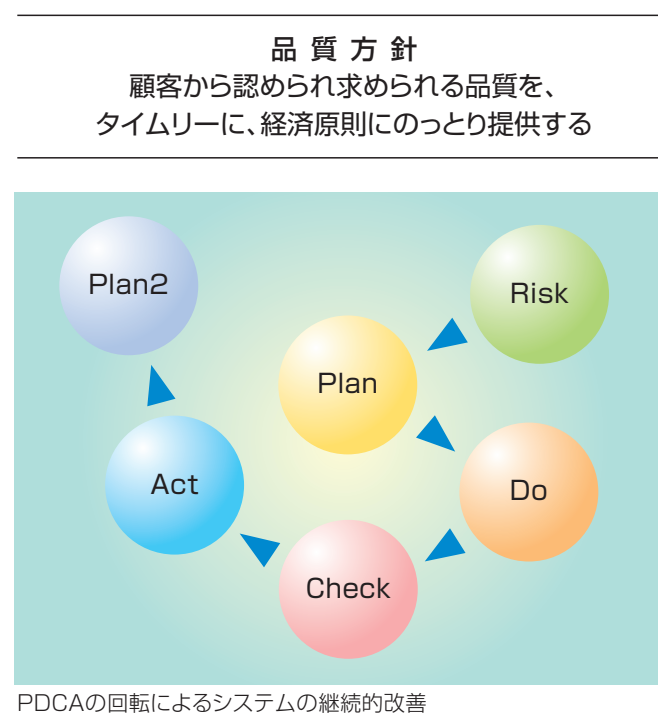 品質方針
顧客から認められ求められる品質を、
タイムリーに、経済原則にのっとり提供する
Plan2
Risk
Plan
Act
Do
Check
PDCAの回転によるシステムの継続的改善